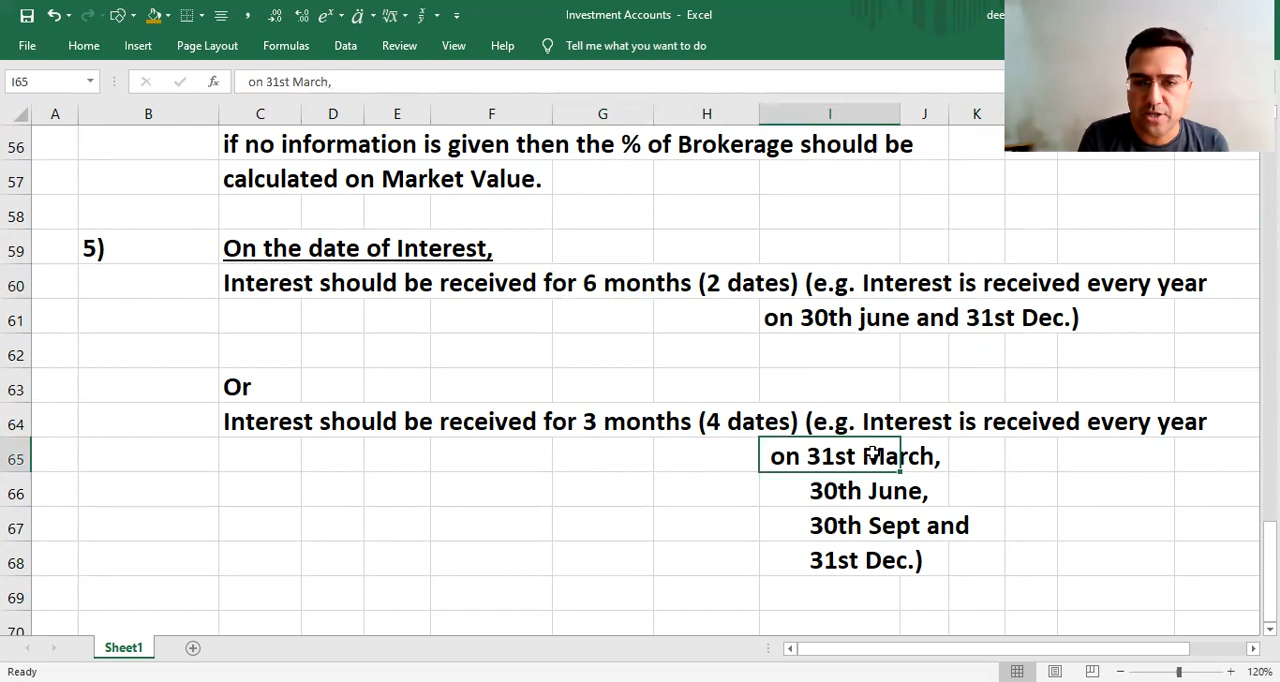 Investment Accounts - Excel
dee
File Home Insert Page Layout Formulas Data Review View Help Tell me what you want to do
I65 fx on 31st March,
A B C D E F G H I J K
56 if no information is given then the % of Brokerage should be
57 calculated on Market Value.
58
59 5) On the date of Interest,
60 Interest should be received for 6 months (2 dates) (e.g. Interest is received every year
61 on 30th june and 31st Dec.)
62
63 Or
64 Interest should be received for 3 months (4 dates) (e.g. Interest is received every year
65 on 31st March,
66 30th June,
67 30th Sept and
68 31st Dec.)
69
70
Sheet1
Ready 120%